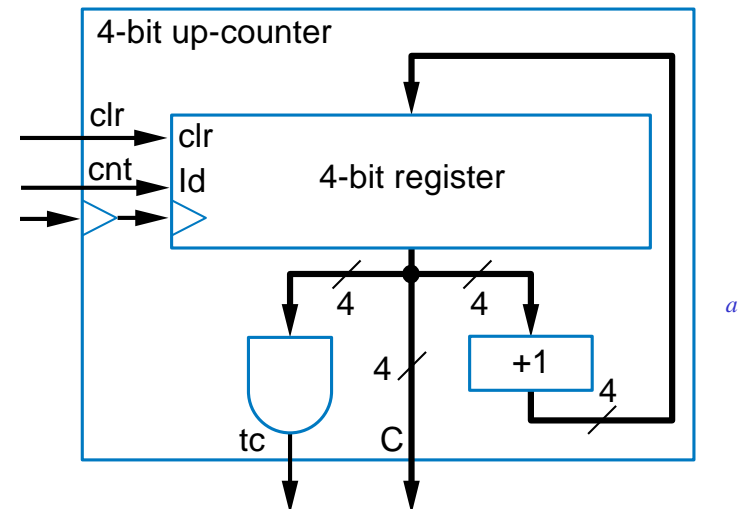 4-bit up-counter
clr
clr
cnt
ld
4-bit register
4
4
a
4
+1
4
tc
C